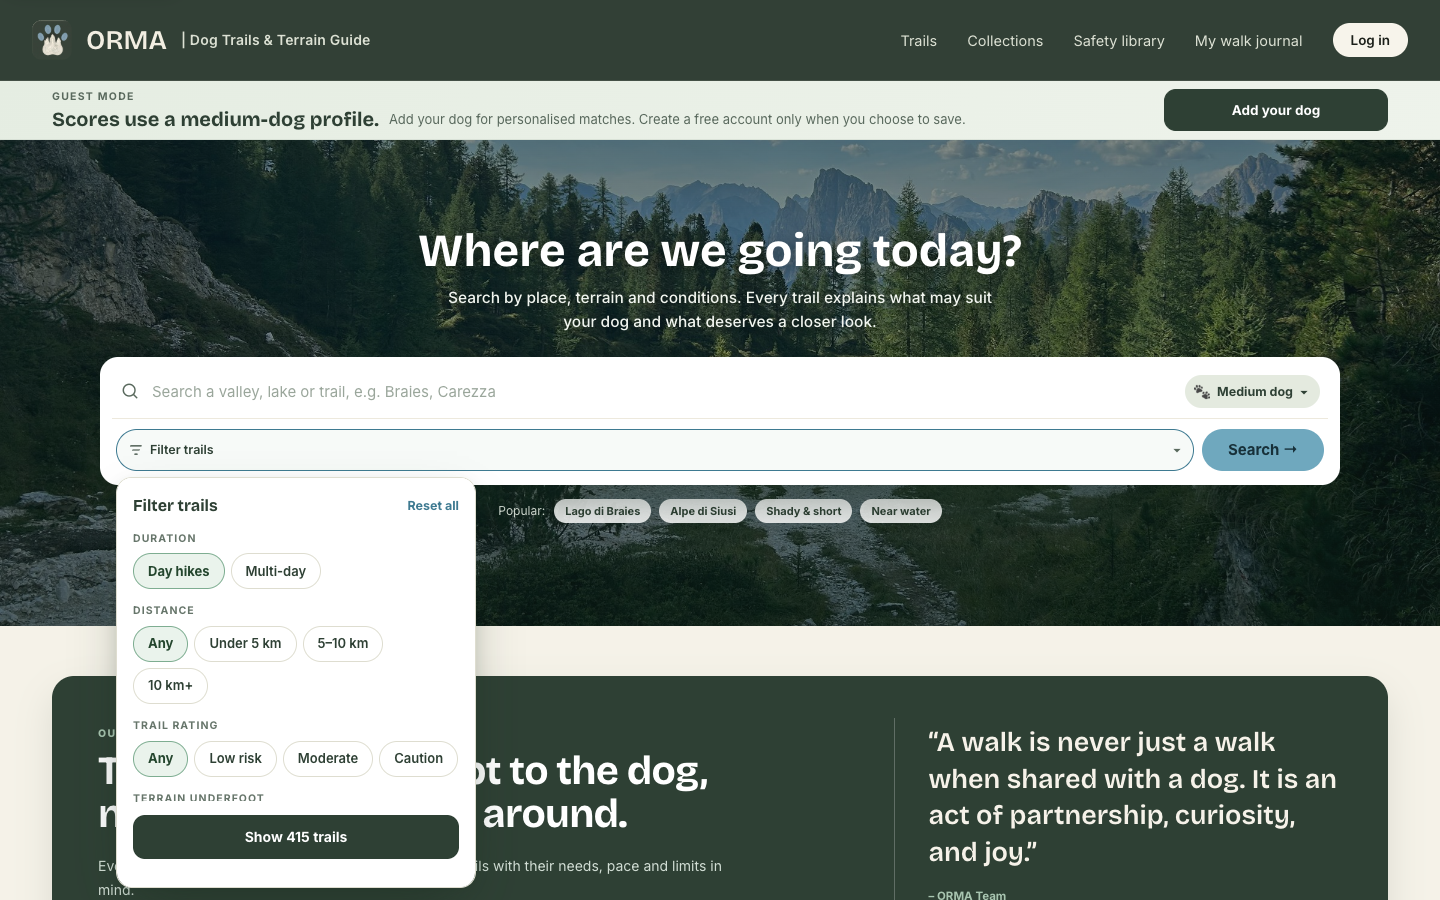 ORMA | Dog Trails & Terrain Guide
Trails Collections Safety library My walk journal Log in
GUEST MODE
Scores use a medium-dog profile. Add your dog for personalised matches. Create a free account only when you choose to save.
Add your dog
Where are we going today?
Search by place, terrain and conditions. Every trail explains what may suit
your dog and what deserves a closer look.
Search a valley, lake or trail, e.g. Braies, Carezza
Medium dog
Filter trails
Search →
Popular: Lago di Braies Alpe di Siusi Shady & short Near water
Filter trails Reset all
DURATION
Day hikes Multi-day
DISTANCE
Any Under 5 km 5–10 km
10 km+
TRAIL RATING
Any Low risk Moderate Caution
TERRAIN UNDERFOOT
Show 415 trails
to the dog,
around.
with their needs, pace and limits in
mind.
“A walk is never just a walk
when shared with a dog. It is an
act of partnership, curiosity,
and joy.”
– ORMA Team